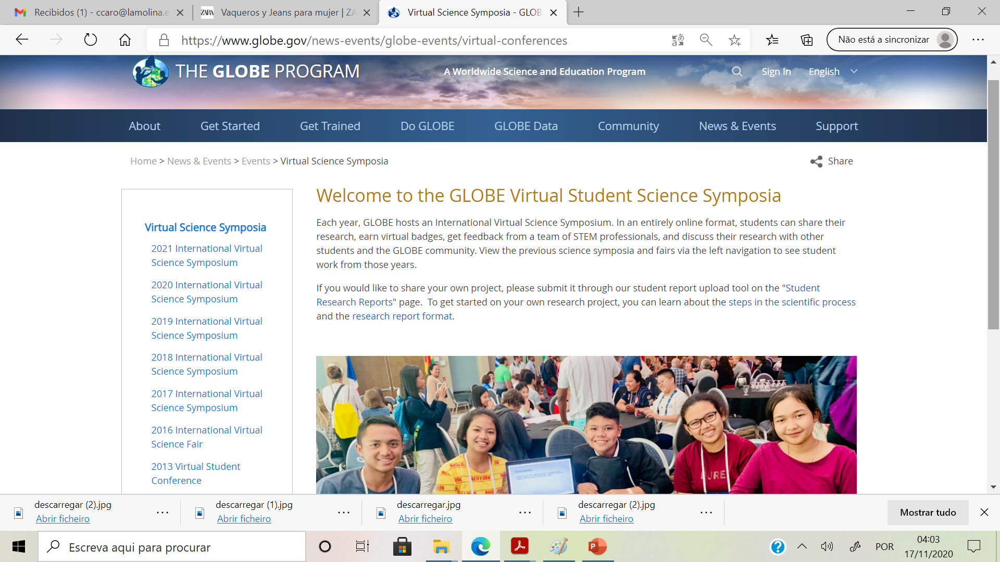 Recibidos (1) - ccaro@lamolina.e
Vaqueros y Jeans para mujer | ZA
Virtual Science Symposia - GLOB
https://www.globe.gov/news-events/globe-events/virtual-conferences
Não está a sincronizar
THE GLOBE PROGRAM
A Worldwide Science and Education Program
Sign In
English
About
Get Started
Get Trained
Do GLOBE
GLOBE Data
Community
News & Events
Support
Home > News & Events > Events > Virtual Science Symposia
Share
Virtual Science Symposia
2021 International Virtual
Science Symposium
2020 International Virtual
Science Symposium
2019 International Virtual
Science Symposium
2018 International Virtual
Science Symposium
2017 International Virtual
Science Symposium
2016 International Virtual
Science Fair
2013 Virtual Student
Conference
Welcome to the GLOBE Virtual Student Science Symposia
Each year, GLOBE hosts an International Virtual Science Symposium. In an entirely online format, students can share their
research, earn virtual badges, get feedback from a team of STEM professionals, and discuss their research with other
students and the GLOBE community. View the previous science symposia and fairs via the left navigation to see student
work from those years.
If you would like to share your own project, please submit it through our student report upload tool on the "Student
Research Reports" page. To get started on your own research project, you can learn about the steps in the scientific process
and the research report format.
NEWYORK
Conclusion
descarregar (2).jpg
Abrir ficheiro
descarregar (1).jpg
Abrir ficheiro
descarregar.jpg
Abrir ficheiro
descarregar (2).jpg
Abrir ficheiro
Mostrar tudo
Escreva aqui para procurar
POR
04:03
17/11/2020